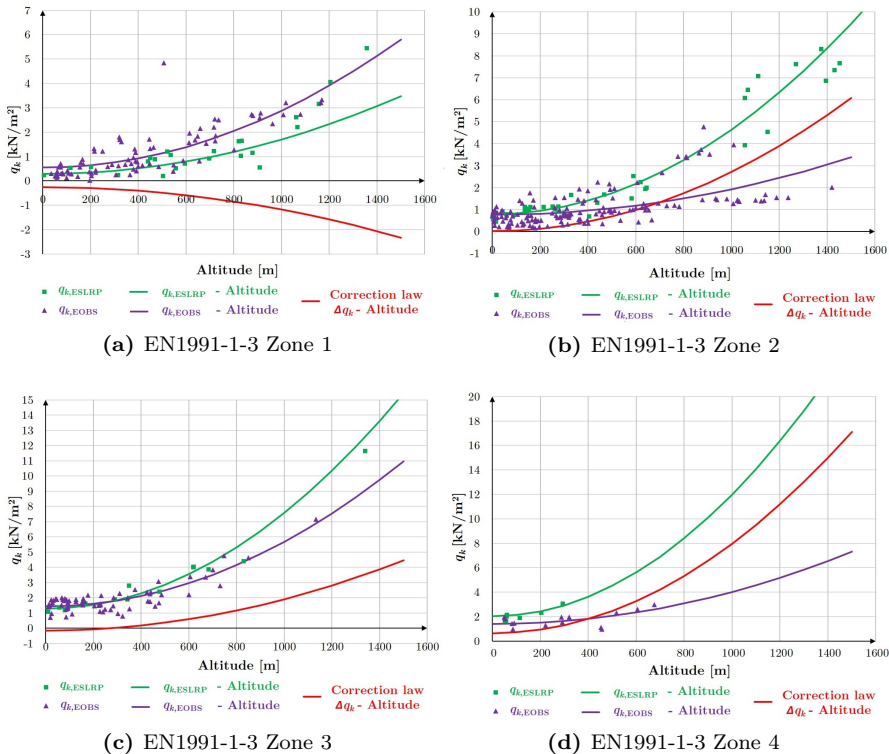 7
6
5
4
3
2
1
0
-1
-2
-3
0 200 400 600 800 1000 1200 1400 1600
q_k [kN/m²]
Altitude [m]
q_k,ESLRP
q_k,ESLRP - Altitude
Correction law
q_k,EOBS
q_k,EOBS - Altitude
Δq_k - Altitude
(a) EN1991-1-3 Zone 1
10
9
8
7
6
5
4
3
2
1
0
-1
0 200 400 600 800 1000 1200 1400 1600
q_k [kN/m²]
Altitude [m]
q_k,ESLRP
q_k,ESLRP - Altitude
Correction law
q_k,EOBS
q_k,EOBS - Altitude
Δq_k - Altitude
(b) EN1991-1-3 Zone 2
15
14
13
12
11
10
9
8
7
6
5
4
3
2
1
0
-1
0 200 400 600 800 1000 1200 1400 1600
q_k [kN/m²]
Altitude [m]
q_k,ESLRP
q_k,ESLRP - Altitude
Correction law
q_k,EOBS
q_k,EOBS - Altitude
Δq_k - Altitude
(c) EN1991-1-3 Zone 3
20
18
16
14
12
10
8
6
4
2
0
0 200 400 600 800 1000 1200 1400 1600
q_k [kN/m²]
Altitude [m]
q_k,ESLRP
q_k,ESLRP - Altitude
Correction law
q_k,EOBS
q_k,EOBS - Altitude
Δq_k - Altitude
(d) EN1991-1-3 Zone 4